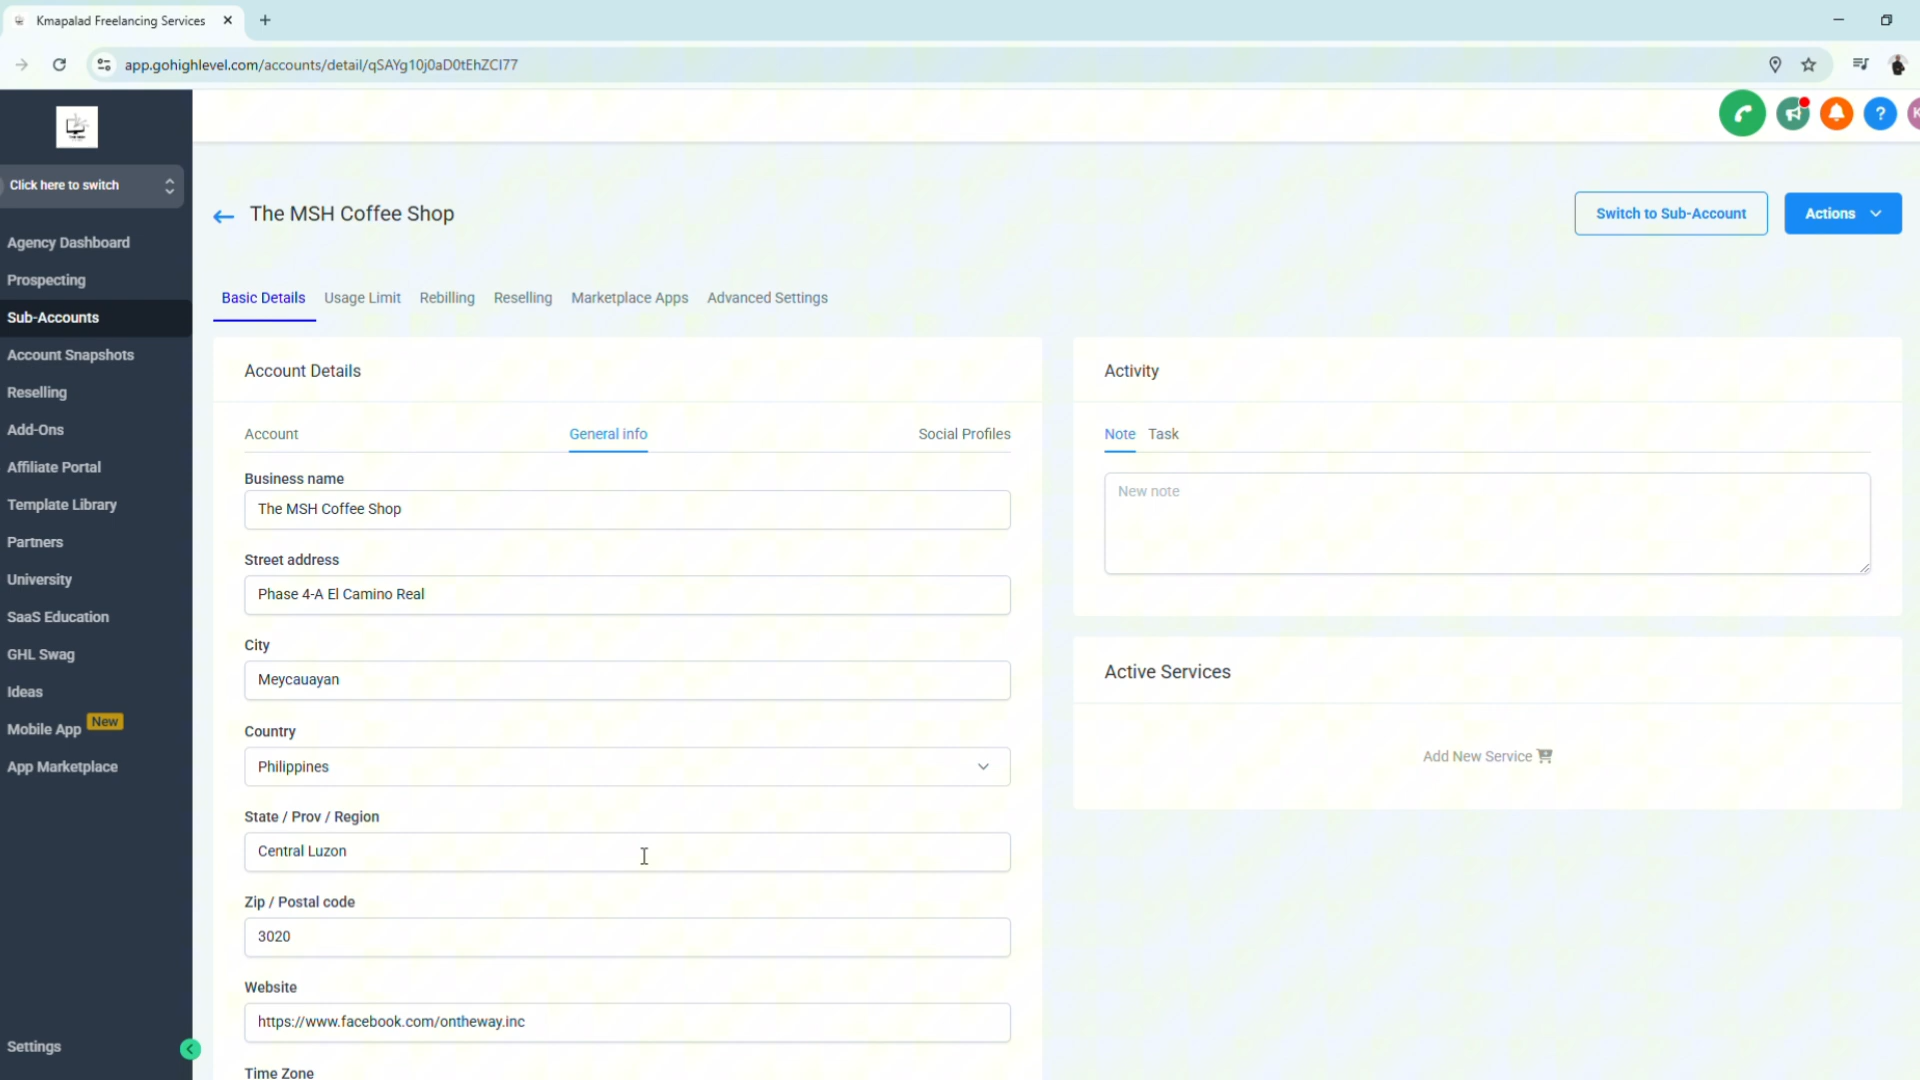 Kmapalad Freelancing Services
app.gohighlevel.com/accounts/detail/qSAYg10j0aD0tEhZCI77
Click here to switch
Agency Dashboard
Prospecting
Sub-Accounts
Account Snapshots
Reselling
Add-Ons
Affiliate Portal
Template Library
Partners
University
SaaS Education
GHL Swag
Ideas
Mobile App New
App Marketplace
Settings
?
K
The MSH Coffee Shop
Switch to Sub-Account
Actions
Basic Details Usage Limit Rebilling Reselling Marketplace Apps Advanced Settings
Account Details
Account General info Social Profiles
Business name
The MSH Coffee Shop
Street address
Phase 4-A El Camino Real
City
Meycauayan
Country
Philippines
State / Prov / Region
Central Luzon
Zip / Postal code
3020
Website
https://www.facebook.com/ontheway.inc
Time Zone
Activity
Note Task
New note
Active Services
Add New Service